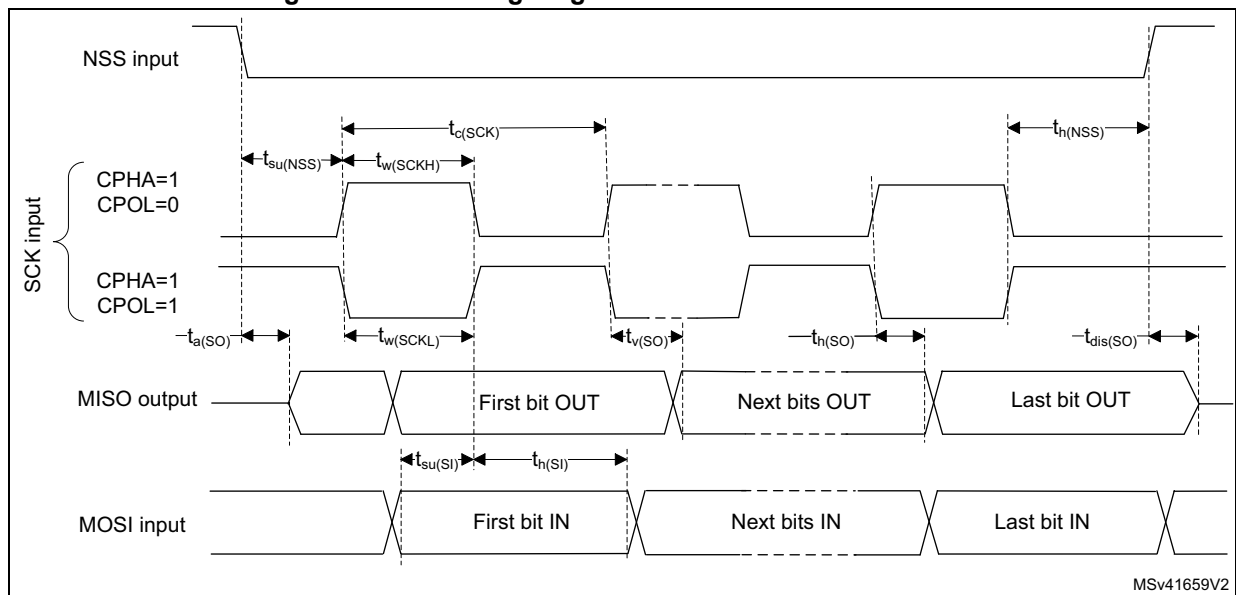 NSS input
tc(SCK)
th(NSS)
tsu(NSS)
tw(SCKH)
SCK input
CPHA=1
CPOL=0
CPHA=1
CPOL=1
ta(SO)
tw(SCKL)
tv(SO)
th(SO)
tdis(SO)
MISO output
First bit OUT
Next bits OUT
Last bit OUT
tsu(SI)
th(SI)
MOSI input
First bit IN
Next bits IN
Last bit IN
MSv41659V2